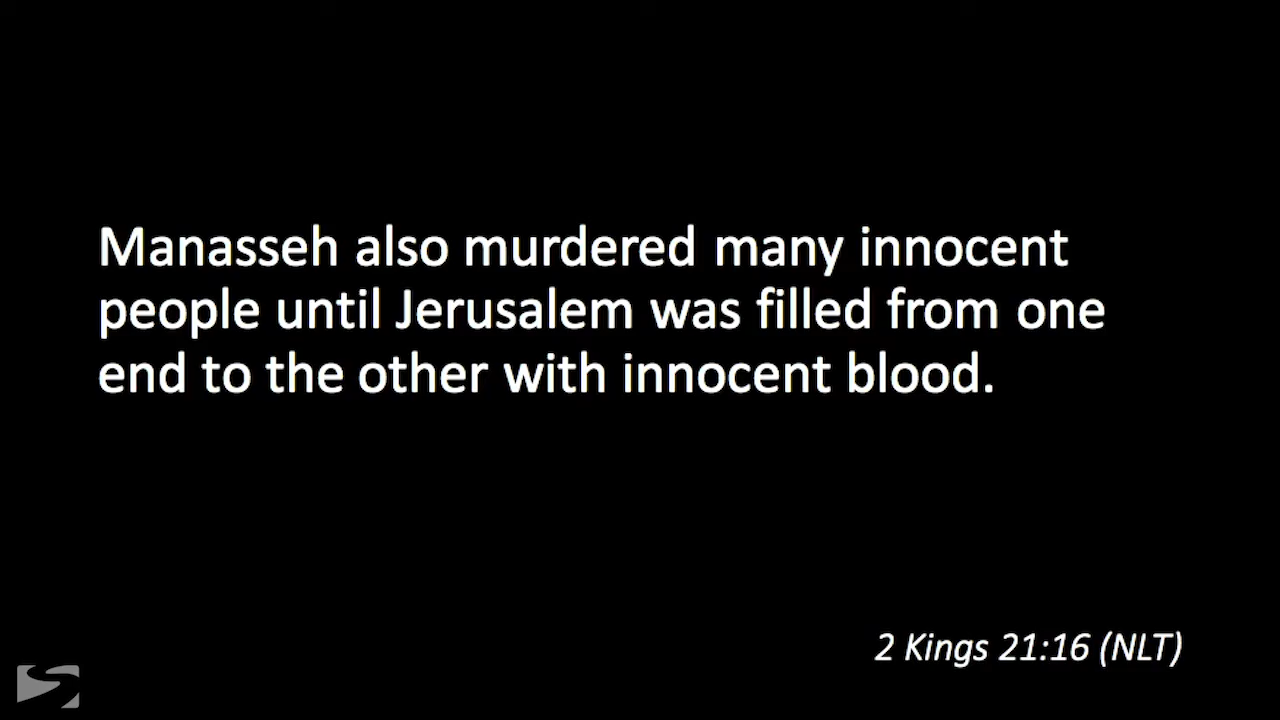 Manasseh also murdered many innocent
people until Jerusalem was filled from one
end to the other with innocent blood.
2 Kings 21:16 (NLT)